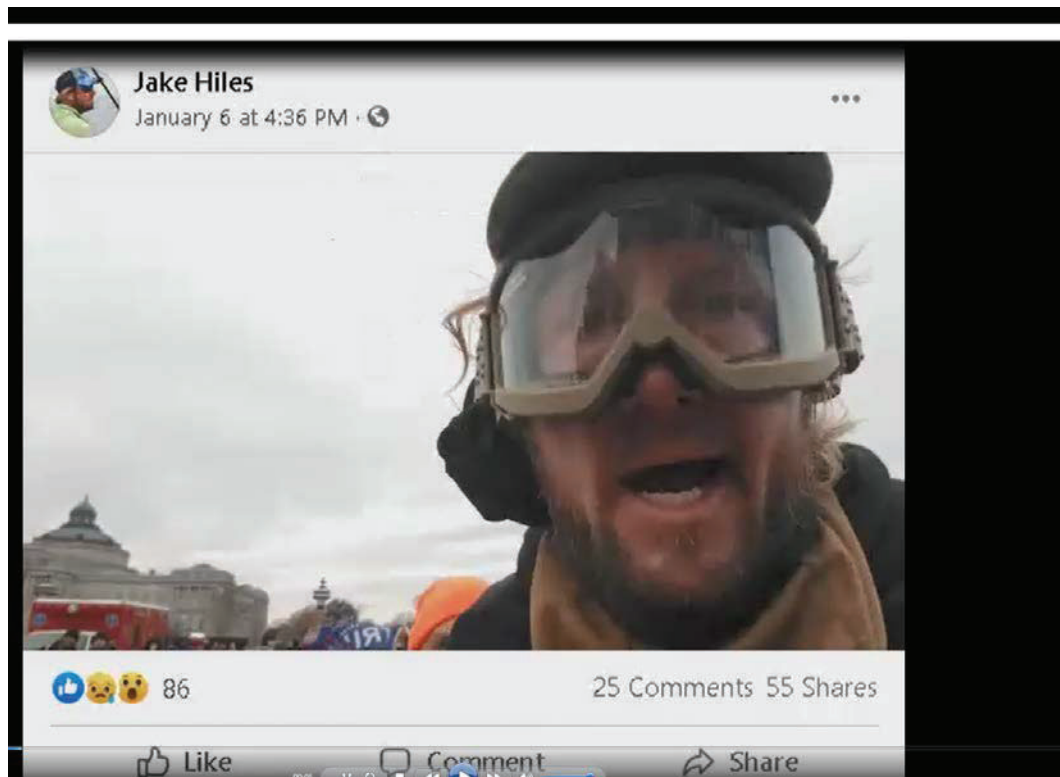 Jake Hiles
January 6 at 4:36 PM ·
86
25 Comments 55 Shares
Like
Comment
Share